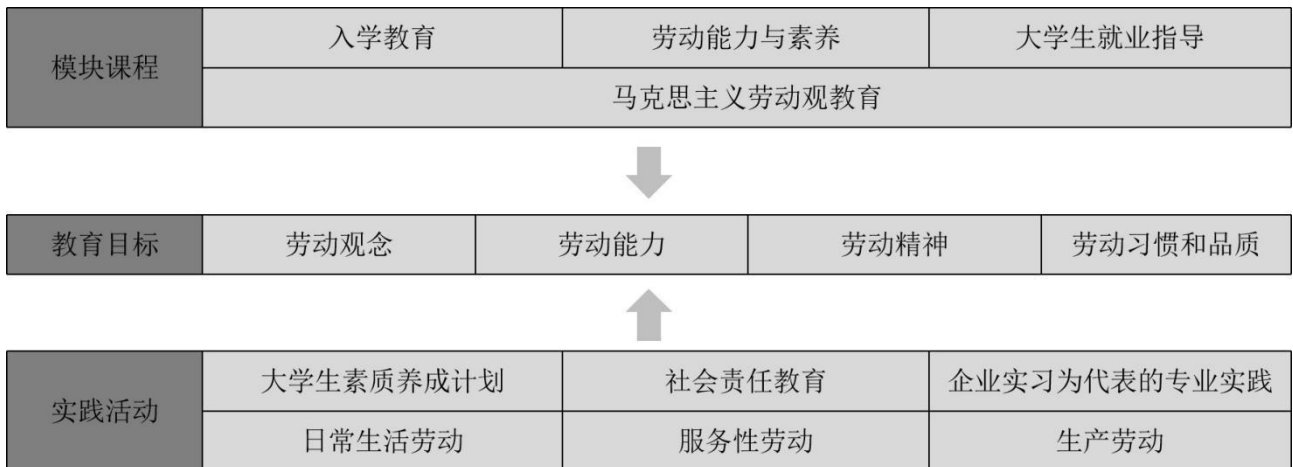 模块课程
入学教育 劳动能力与素养 大学生就业指导
马克思主义劳动观教育
教育目标 劳动观念 劳动能力 劳动精神 劳动习惯和品质
实践活动
大学生素质养成计划 社会责任教育 企业实习为代表的专业实践
日常生活劳动 服务性劳动 生产劳动